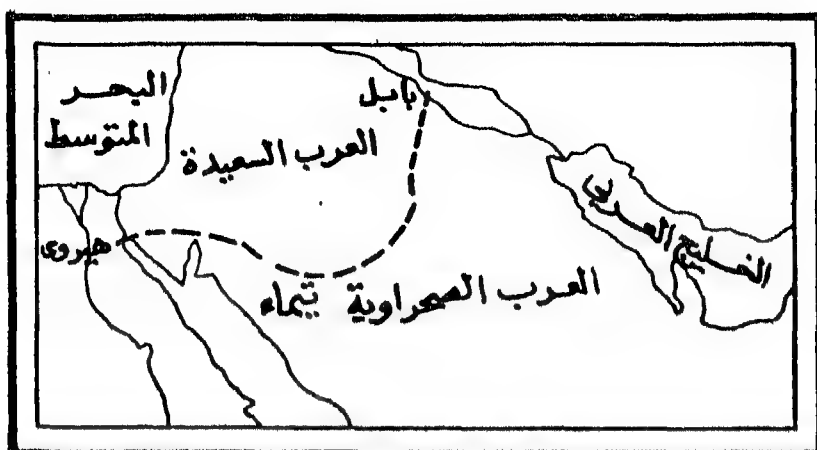 البحر
المتوسط
بابل
العرب السعيدة
الخليج العربي
هيروى
العرب الصحراوية
تيماء